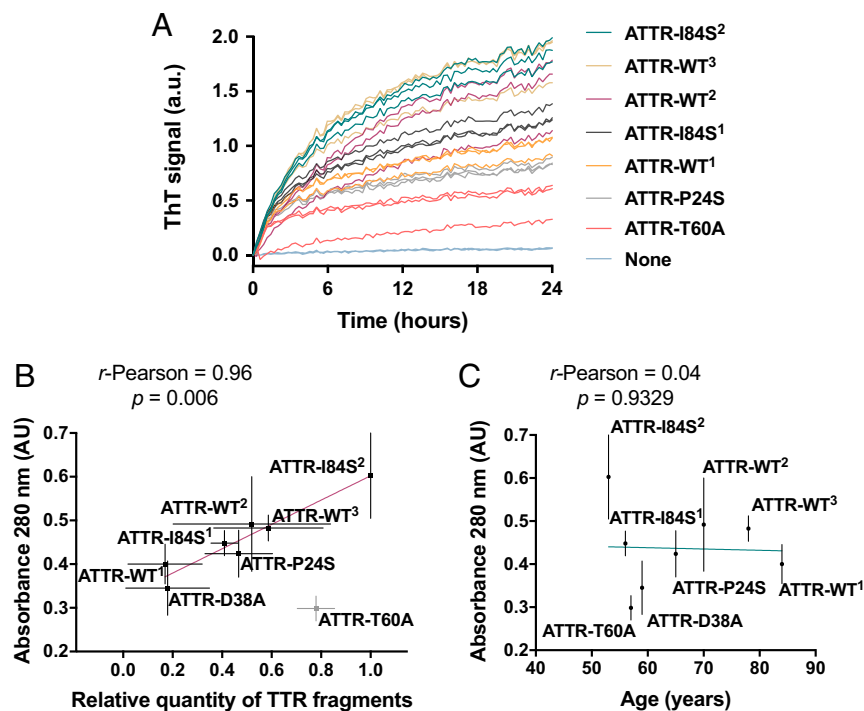 A
ThT signal (a.u.)
2.0
1.5
1.0
0.5
0.0
0 6 12 18 24
Time (hours)
ATTR-I84S²
ATTR-WT³
ATTR-WT²
ATTR-I84S¹
ATTR-WT¹
ATTR-P24S
ATTR-T60A
None
B
r-Pearson = 0.96
p = 0.006
Absorbance 280 nm (AU)
0.7
0.6
0.5
0.4
0.3
0.2
ATTR-I84S²
ATTR-WT²
ATTR-WT³
ATTR-I84S¹
ATTR-P24S
ATTR-WT¹
ATTR-D38A
ATTR-T60A
0.0 0.2 0.4 0.6 0.8 1.0
Relative quantity of TTR fragments
C
r-Pearson = 0.04
p = 0.9329
Absorbance 280 nm (AU)
0.7
0.6
0.5
0.4
0.3
0.2
ATTR-I84S²
ATTR-WT²
ATTR-WT³
ATTR-I84S¹
ATTR-P24S
ATTR-WT¹
ATTR-D38A
ATTR-T60A
40 50 60 70 80 90
Age (years)